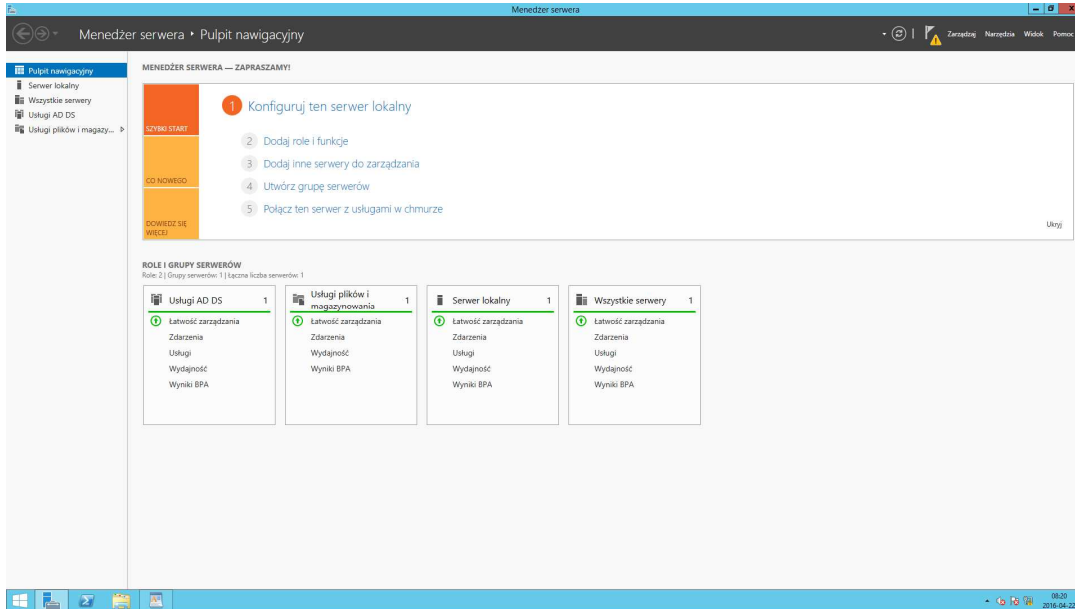 Menedżer serwera
Menedżer serwera ‣ Pulpit nawigacyjny
Zarządzaj Narzędzia Widok Pomoc
Pulpit nawigacyjny
Serwer lokalny
Wszystkie serwery
Usługi AD DS
Usługi plików i magazy...
MENEDŻER SERWERA — ZAPRASZAMY!
SZYBKI START
CO NOWEGO
DOWIEDZ SIĘ
WIĘCEJ
1 Konfiguruj ten serwer lokalny
2 Dodaj role i funkcje
3 Dodaj inne serwery do zarządzania
4 Utwórz grupę serwerów
5 Połącz ten serwer z usługami w chmurze
Ukryj
ROLE I GRUPY SERWERÓW
Role: 2 | Grupy serwerów: 1 | Łączna liczba serwerów: 1
Usługi AD DS 1
Łatwość zarządzania
Zdarzenia
Usługi
Wydajność
Wyniki BPA
Usługi plików i
magazynowania 1
Łatwość zarządzania
Zdarzenia
Wydajność
Wyniki BPA
Serwer lokalny 1
Łatwość zarządzania
Zdarzenia
Usługi
Wydajność
Wyniki BPA
Wszystkie serwery 1
Łatwość zarządzania
Zdarzenia
Usługi
Wydajność
Wyniki BPA
08:20
2016-04-22